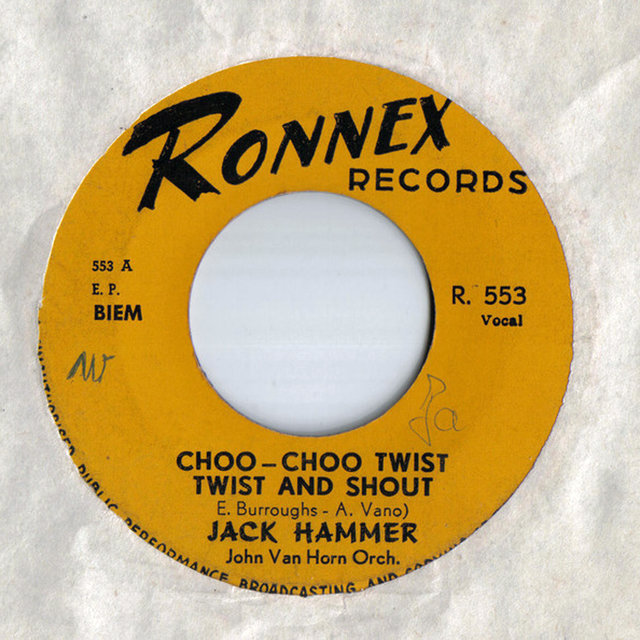 RONNEX
RECORDS
553 A
E. P.
BIEM
R. 553
Vocal
CHOO-CHOO TWIST
TWIST AND SHOUT
E. Burroughs - A. Vano)
JACK HAMMER
John Van Horn Orch.
PUBLIC PERFORMANCE BROADCASTING AND